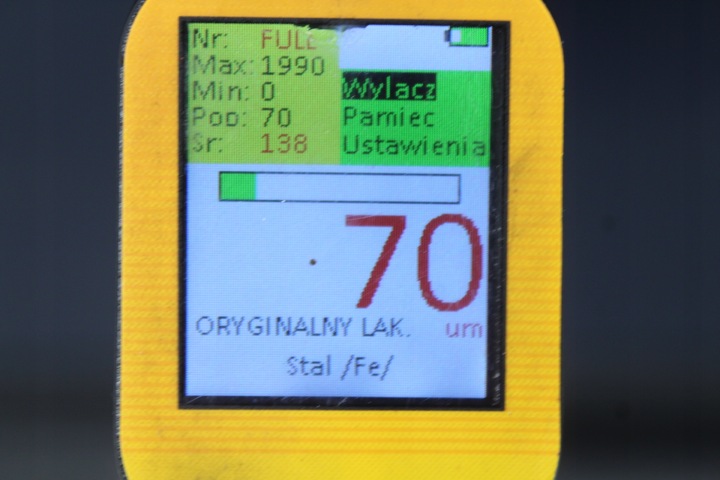 Nr: FULL
Max: 1990
Min: 0
Pop: 70
Sr: 138
Wylacz
Pamiec
Ustawienia
70
ORYGINALNY LAK. um
Stal /Fe/